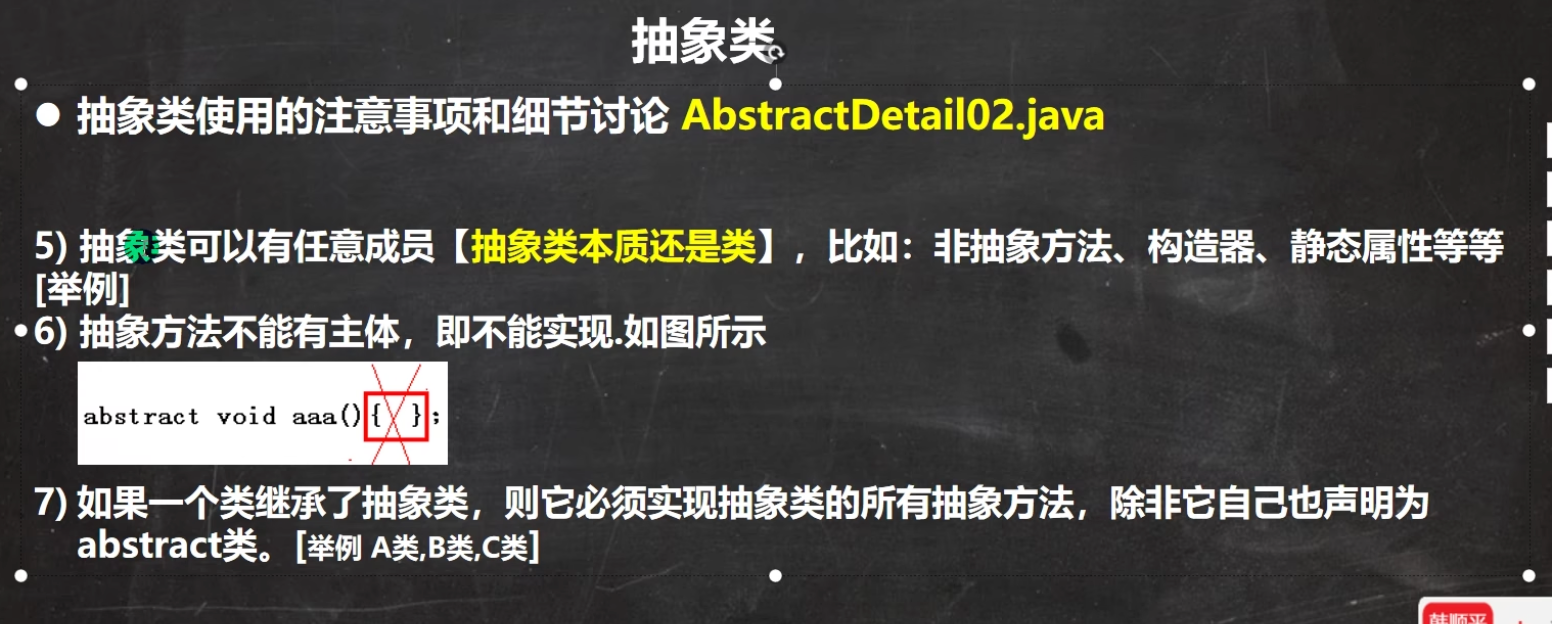 抽象类
● 抽象类使用的注意事项和细节讨论 AbstractDetail02.java
5) 抽象类可以有任意成员【抽象类本质还是类】，比如：非抽象方法、构造器、静态属性等等
[举例]
6) 抽象方法不能有主体，即不能实现.如图所示
abstract void aaa(){ };
7) 如果一个类继承了抽象类，则它必须实现抽象类的所有抽象方法，除非它自己也声明为
abstract类。[举例 A类,B类,C类]
韩顺平